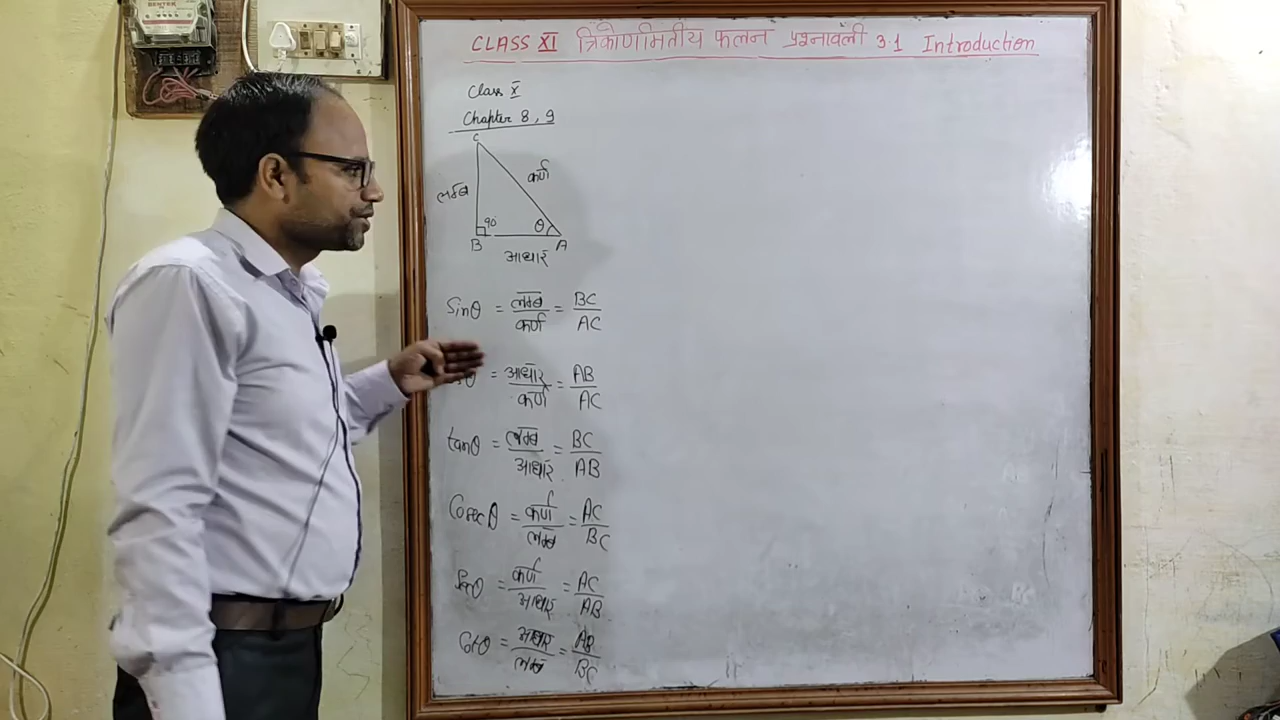 CLASS XI त्रिकोणमितीय फलन प्रश्नावली 3.1 Introduction
Class X
Chapter 8, 9
C
लम्ब
कर्ण
90°
θ
B
A
आधार
Sinθ = लम्ब/कर्ण = BC/AC
θ = आधार/कर्ण = AB/AC
tanθ = लम्ब/आधार = BC/AB
Cosecθ = कर्ण/लम्ब = AC/BC
Secθ = कर्ण/आधार = AC/AB
Cotθ = आधार/लम्ब = AB/BC